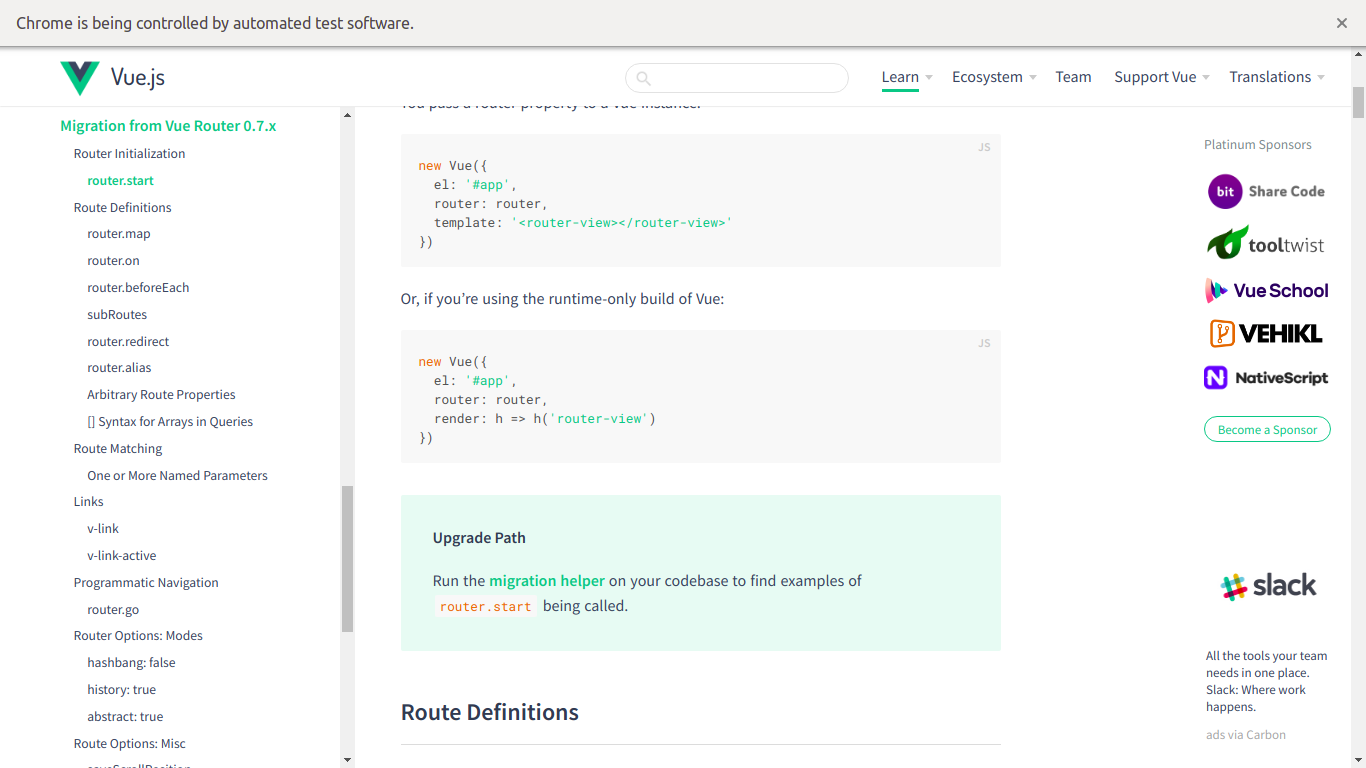 Chrome is being controlled by automated test software.
Vue.js
Learn
Ecosystem
Team
Support Vue
Translations
Migration from Vue Router 0.7.x
Router Initialization
router.start
Route Definitions
router.map
router.on
router.beforeEach
subRoutes
router.redirect
router.alias
Arbitrary Route Properties
[] Syntax for Arrays in Queries
Route Matching
One or More Named Parameters
Links
v-link
v-link-active
Programmatic Navigation
router.go
Router Options: Modes
hashbang: false
history: true
abstract: true
Route Options: Misc
saveScrollPosition
You pass a router property to a Vue instance:
JS
new Vue({
  el: '#app',
  router: router,
  template: '<router-view></router-view>'
})
Or, if you’re using the runtime-only build of Vue:
JS
new Vue({
  el: '#app',
  router: router,
  render: h => h('router-view')
})
Upgrade Path
Run the migration helper on your codebase to find examples of
router.start being called.
Route Definitions
Platinum Sponsors
bit Share Code
tooltwist
Vue School
VEHIKL
NativeScript
Become a Sponsor
slack
All the tools your team
needs in one place.
Slack: Where work
happens.
ads via Carbon